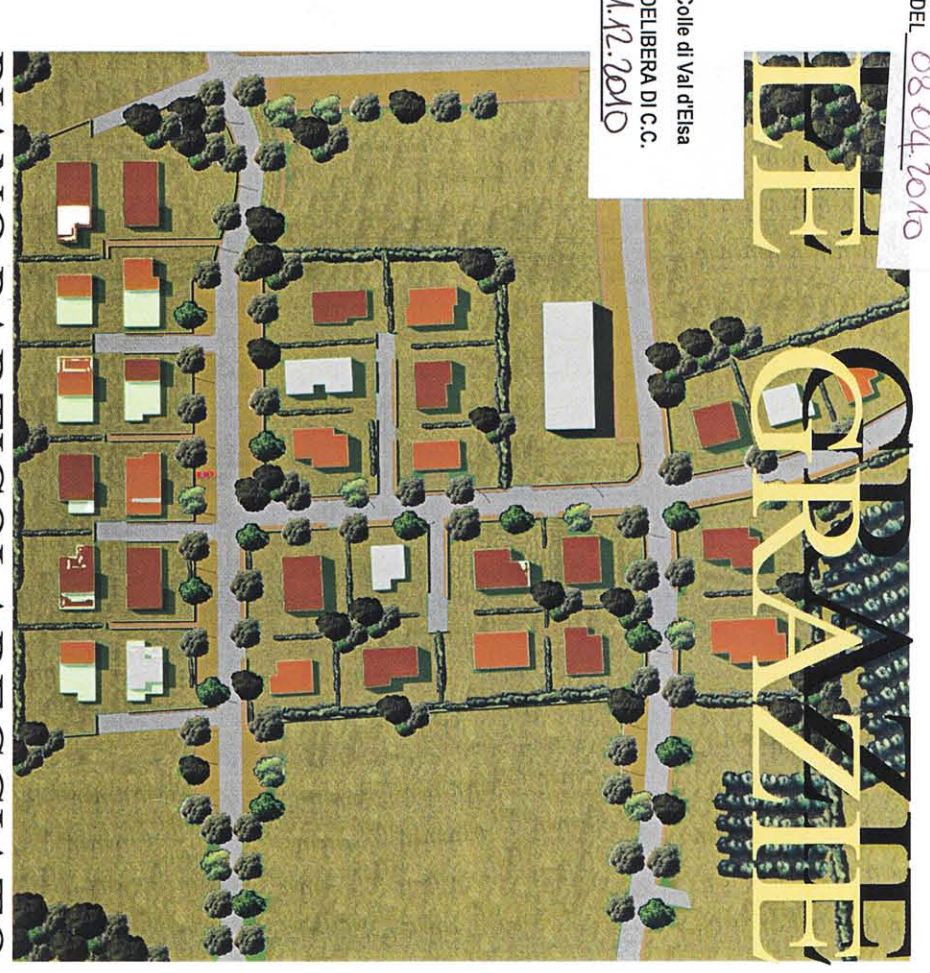 DEL 08.04.2010
Colle di Val d'Elsa
DELIBERA DI C.C.
1.12.2010
LE GRAZIE